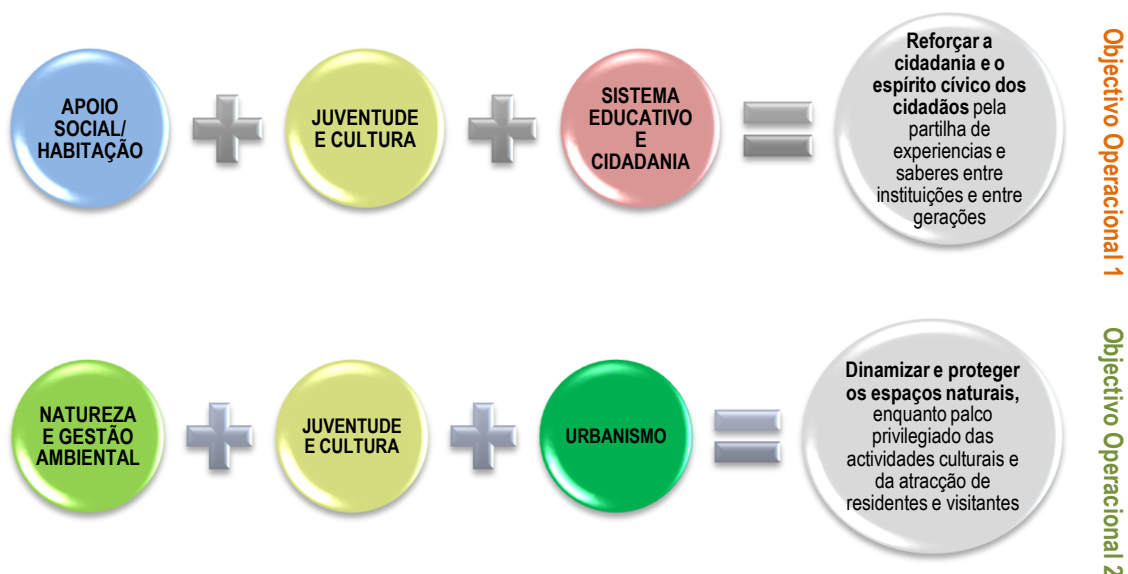 APOIO
SOCIAL/
HABITAÇÃO
JUVENTUDE
E CULTURA
SISTEMA
EDUCATIVO
E
CIDADANIA
Reforçar a
cidadania e o
espírito cívico dos
cidadãos pela
partilha de
experiencias e
saberes entre
instituições e entre
gerações
Objectivo Operacional 1
NATUREZA
E GESTÃO
AMBIENTAL
JUVENTUDE
E CULTURA
URBANISMO
Dinamizar e proteger
os espaços naturais,
enquanto palco
privilegiado das
actividades culturais e
da atracção de
residentes e visitantes
Objectivo Operacional 2